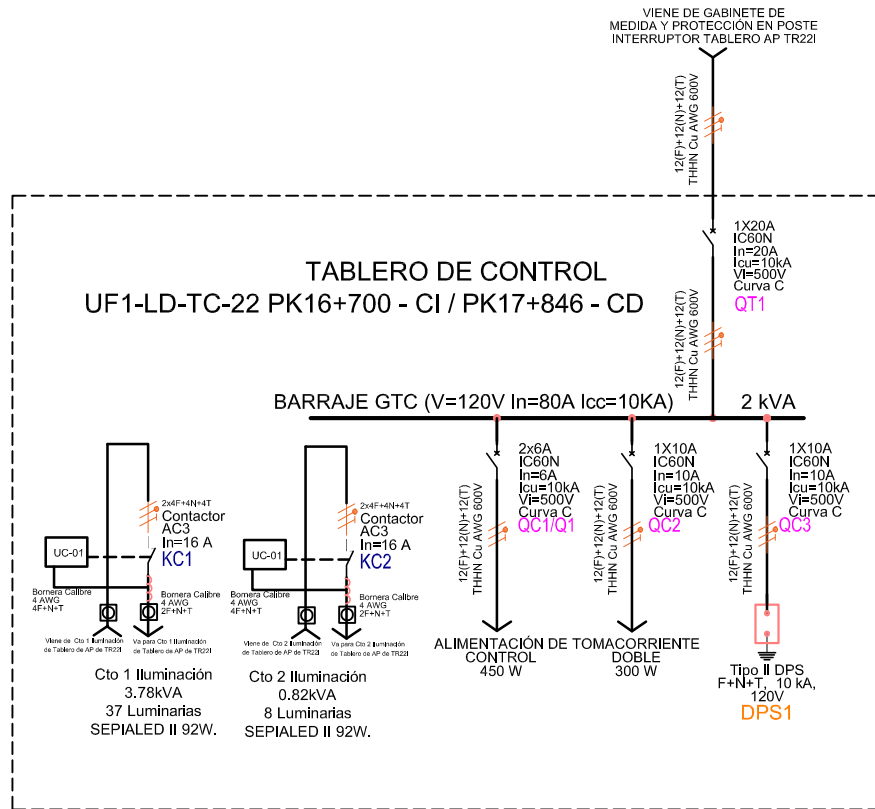 VIENE DE GABINETE DE
MEDIDA Y PROTECCIÓN EN POSTE
INTERRUPTOR TABLERO AP TR22I
12(F)+12(N)+12(T)
THHN Cu AWG 600V
1X20A
IC60N
In=20A
Icu=10kA
Vi=500V
Curva C
QT1
TABLERO DE CONTROL
UF1-LD-TC-22 PK16+700 - CI / PK17+846 - CD
12(F)+12(N)+12(T)
THHN Cu AWG 600V
BARRAJE GTC (V=120V In=80A Icc=10KA)
2 kVA
2x4F+4N+4T
Contactor
AC3
In=16 A
KC1
UC-01
Bornera Calibre
4 AWG
4F+N+T
Bornera Calibre
4 AWG
2F+N+T
Viene de Cto 1 Iluminación
de Tablero de AP de TR22I
Va para Cto 1 Iluminación
de Tablero de AP de TR22I
Cto 1 Iluminación
3.78kVA
37 Luminarias
SEPIALED II 92W.
2x4F+4N+4T
Contactor
AC3
In=16 A
KC2
UC-01
Bornera Calibre
4 AWG
4F+N+T
Bornera Calibre
4 AWG
2F+N+T
Viene de Cto 2 Iluminación
de Tablero de AP de TR22I
Va para Cto 2 Iluminación
de Tablero de AP de TR22I
Cto 2 Iluminación
0.82kVA
8 Luminarias
SEPIALED II 92W.
2x6A
IC60N
In=6A
Icu=10kA
Vi=500V
Curva C
QC1/Q1
12(F)+12(N)+12(T)
THHN Cu AWG 600V
ALIMENTACIÓN DE
CONTROL
450 W
1X10A
IC60N
In=10A
Icu=10kA
Vi=500V
Curva C
QC2
12(F)+12(N)+12(T)
THHN Cu AWG 600V
TOMACORRIENTE
DOBLE
300 W
1X10A
IC60N
In=10A
Icu=10kA
Vi=500V
Curva C
QC3
12(F)+12(N)+12(T)
THHN Cu AWG 600V
Tipo II DPS
F+N+T, 10 kA,
120V
DPS1